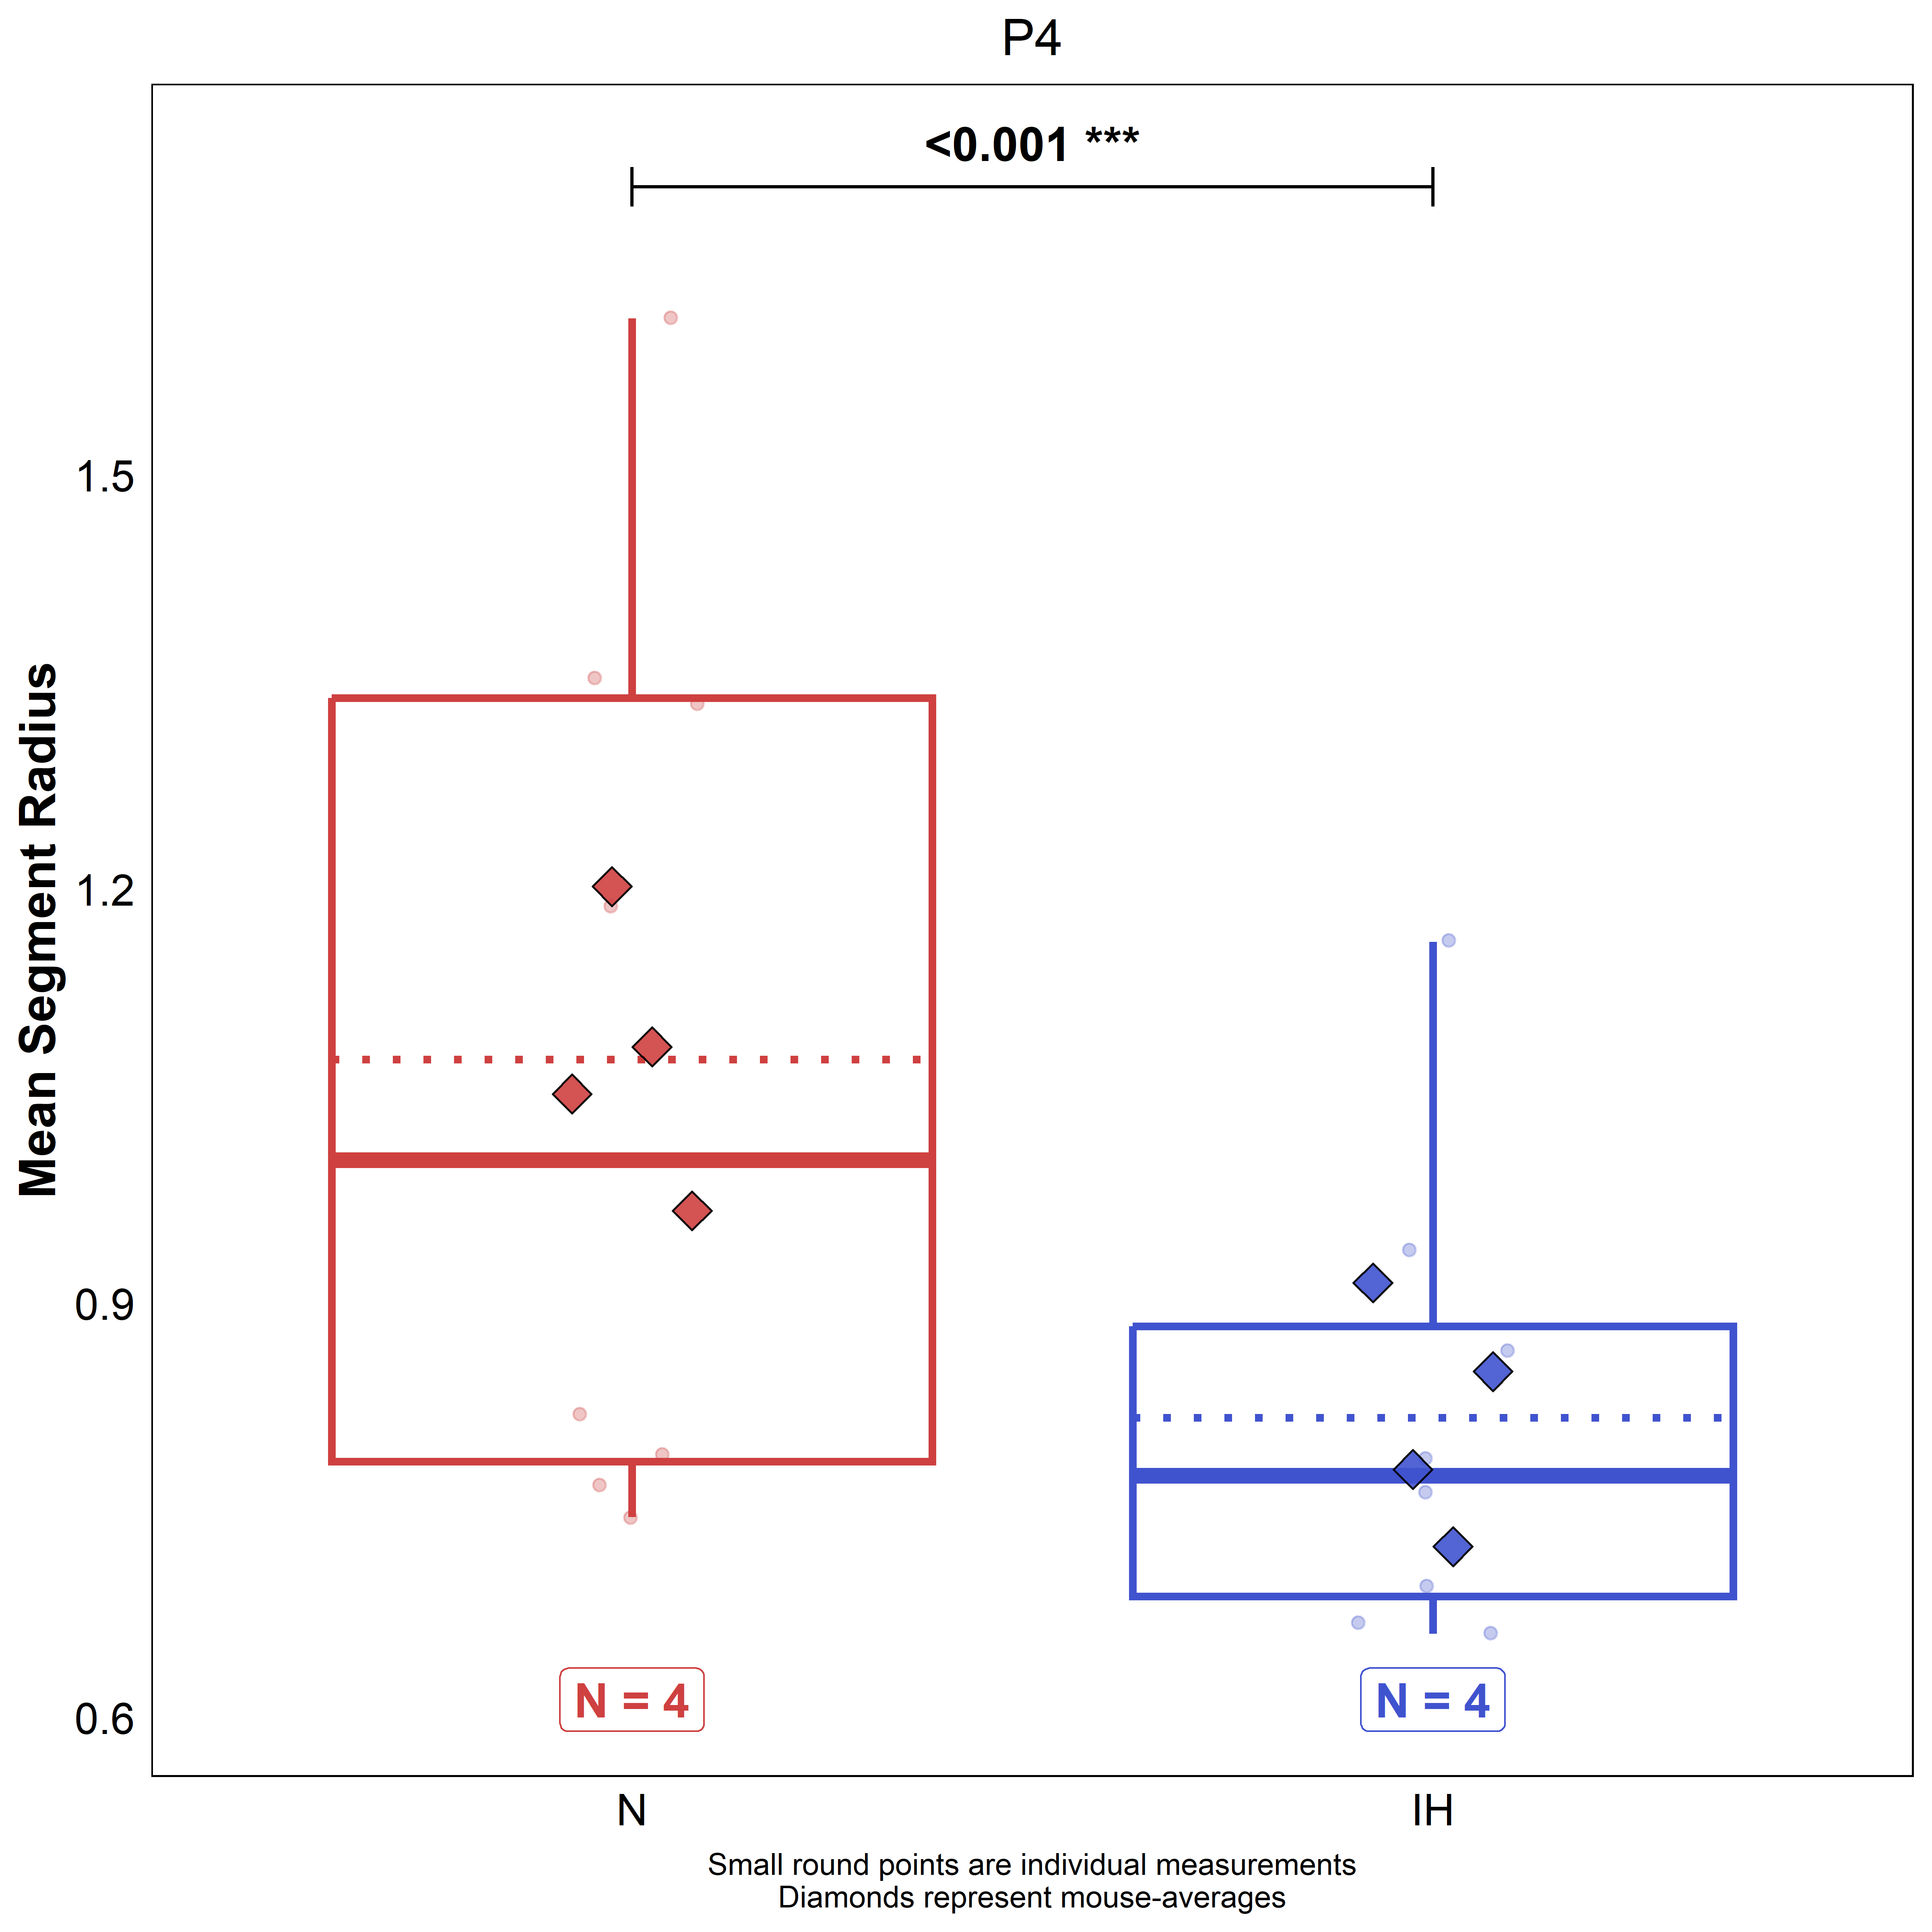 P4
<0.001 ***
Mean Segment Radius
1.5
1.2
0.9
0.6
N = 4
N = 4
N
IH
Small round points are individual measurements
Diamonds represent mouse-averages